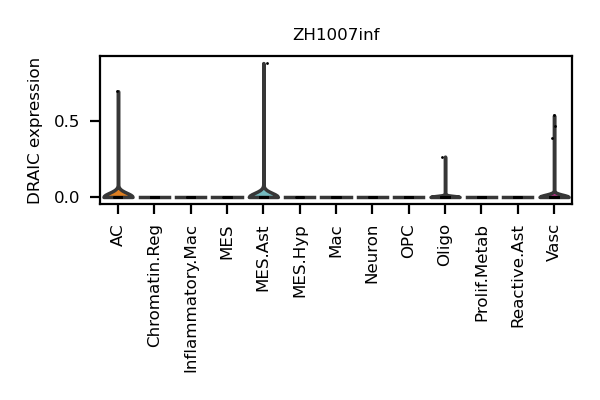 ZH1007inf
DRAIC expression
0.5
0.0
AC
Chromatin.Reg
Inflammatory.Mac
MES
MES.Ast
MES.Hyp
Mac
Neuron
OPC
Oligo
Prolif.Metab
Reactive.Ast
Vasc